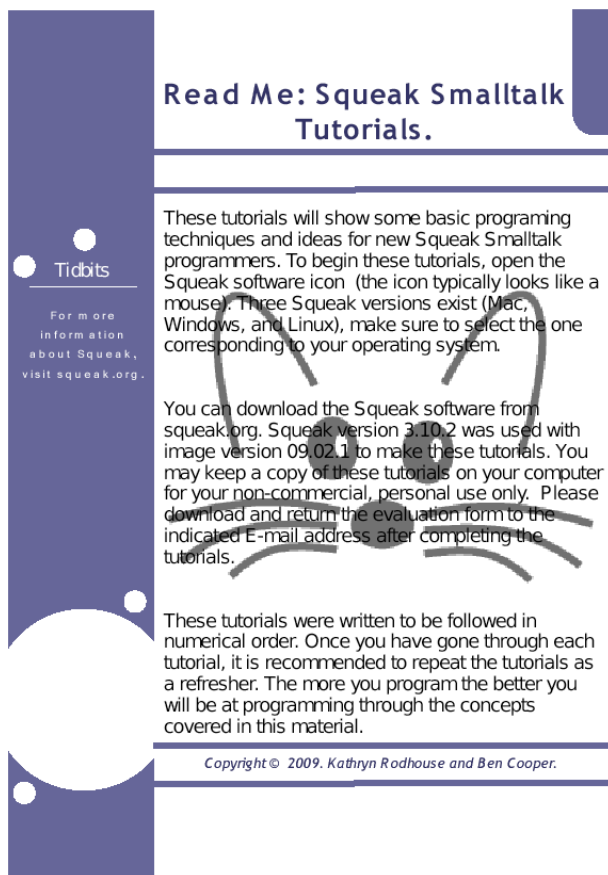 Read Me: Squeak Smalltalk
Tutorials.
Tidbits
For more
information
about Squeak,
visit squeak.org.
These tutorials will show some basic programing
techniques and ideas for new Squeak Smalltalk
programmers. To begin these tutorials, open the
Squeak software icon (the icon typically looks like a
mouse). Three Squeak versions exist (Mac,
Windows, and Linux), make sure to select the one
corresponding to your operating system.
You can download the Squeak software from
squeak.org. Squeak version 3.10.2 was used with
image version 09.02.1 to make these tutorials. You
may keep a copy of these tutorials on your computer
for your non-commercial, personal use only. Please
download and return the evaluation form to the
indicated E-mail address after completing the
tutorials.
These tutorials were written to be followed in
numerical order. Once you have gone through each
tutorial, it is recommended to repeat the tutorials as
a refresher. The more you program the better you
will be at programming through the concepts
covered in this material.
Copyright © 2009. Kathryn Rodhouse and Ben Cooper.